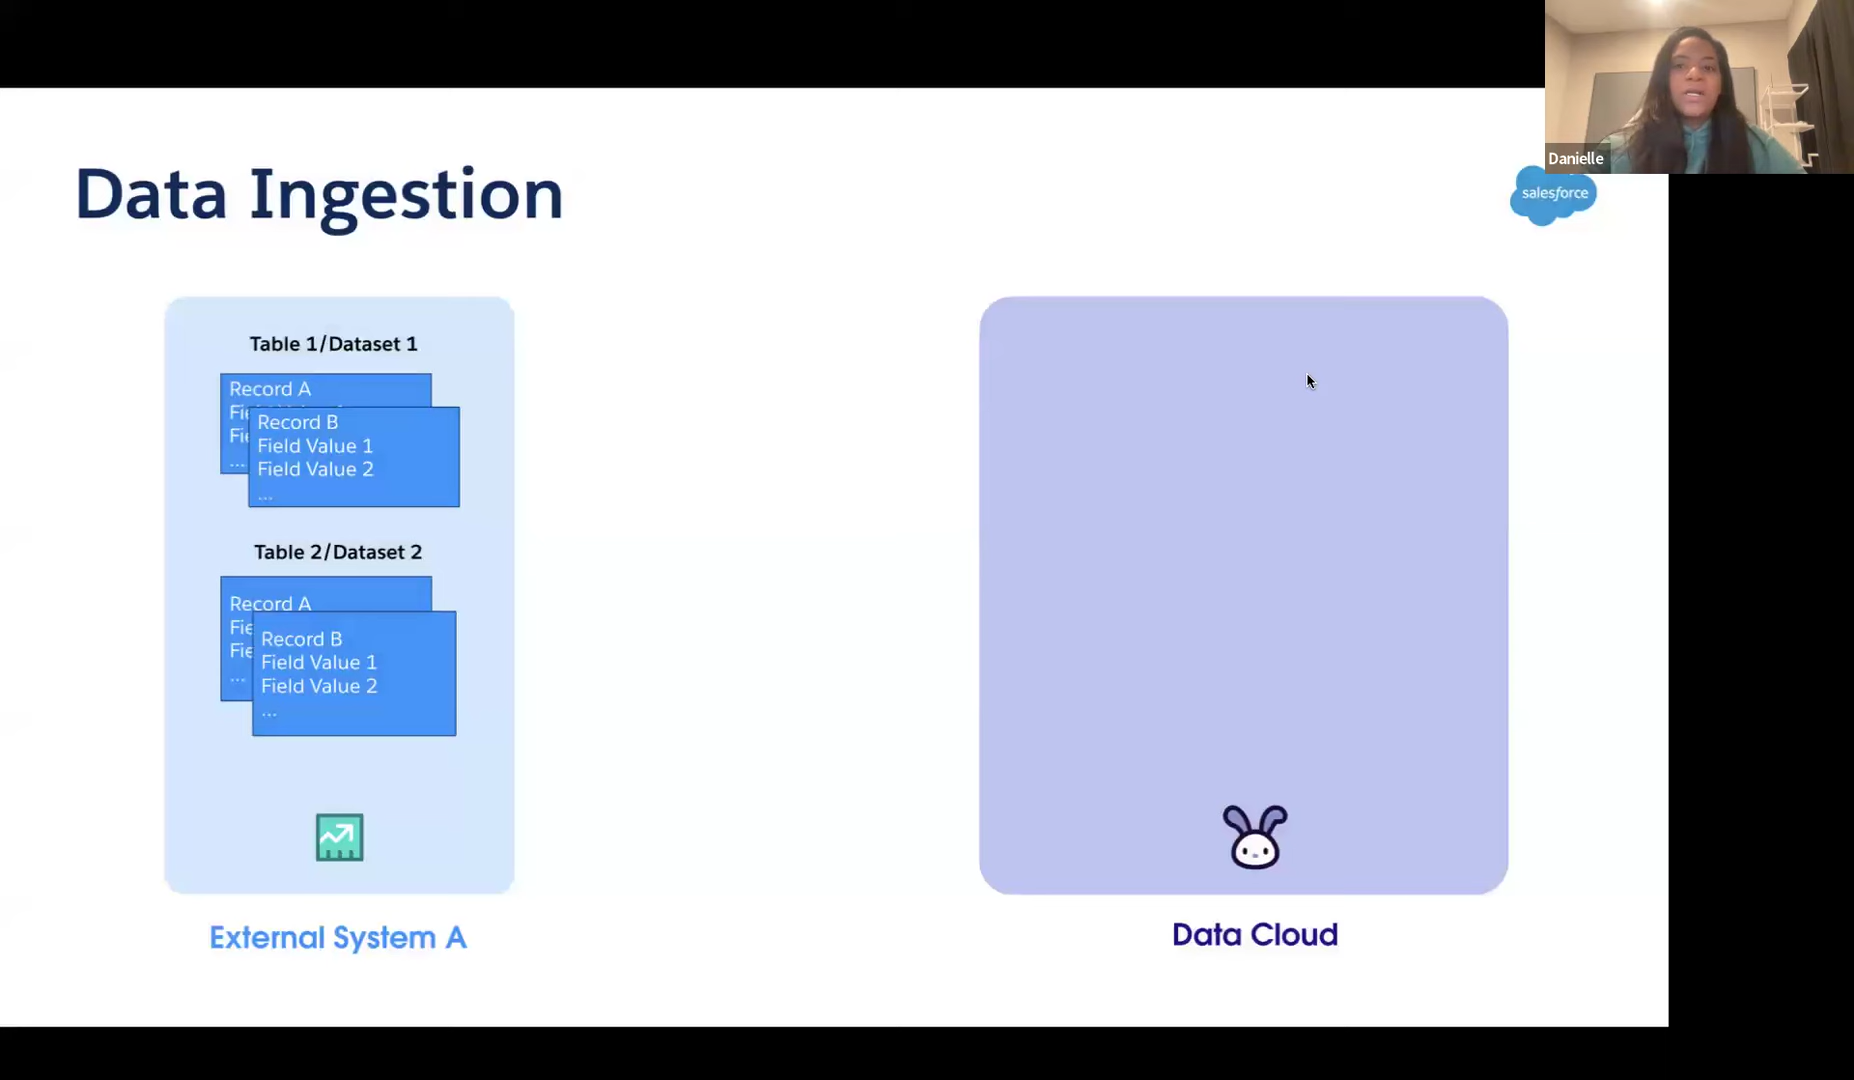 Danielle
Data Ingestion
salesforce
Table 1/Dataset 1
Record A
Record B
Field Value 1
Field Value 2
...
...
Table 2/Dataset 2
Record A
Record B
Field Value 1
Field Value 2
...
...
External System A
Data Cloud